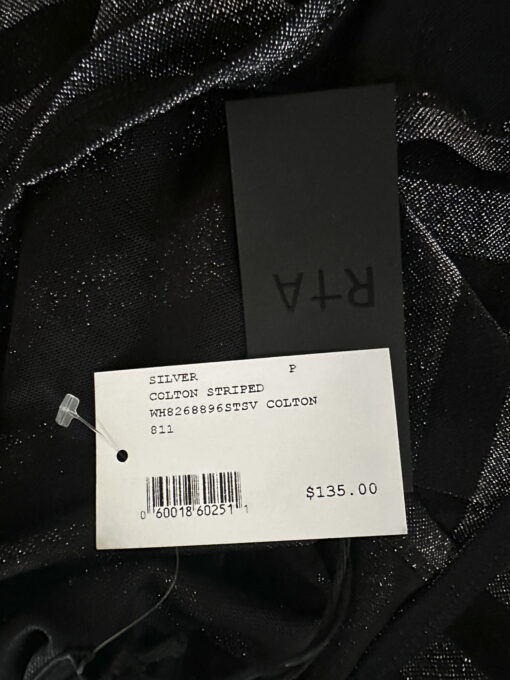 RtA
SILVER P
COLTON STRIPED
WH8268896STSV COLTON
811
$135.00
0 60018 60251 1